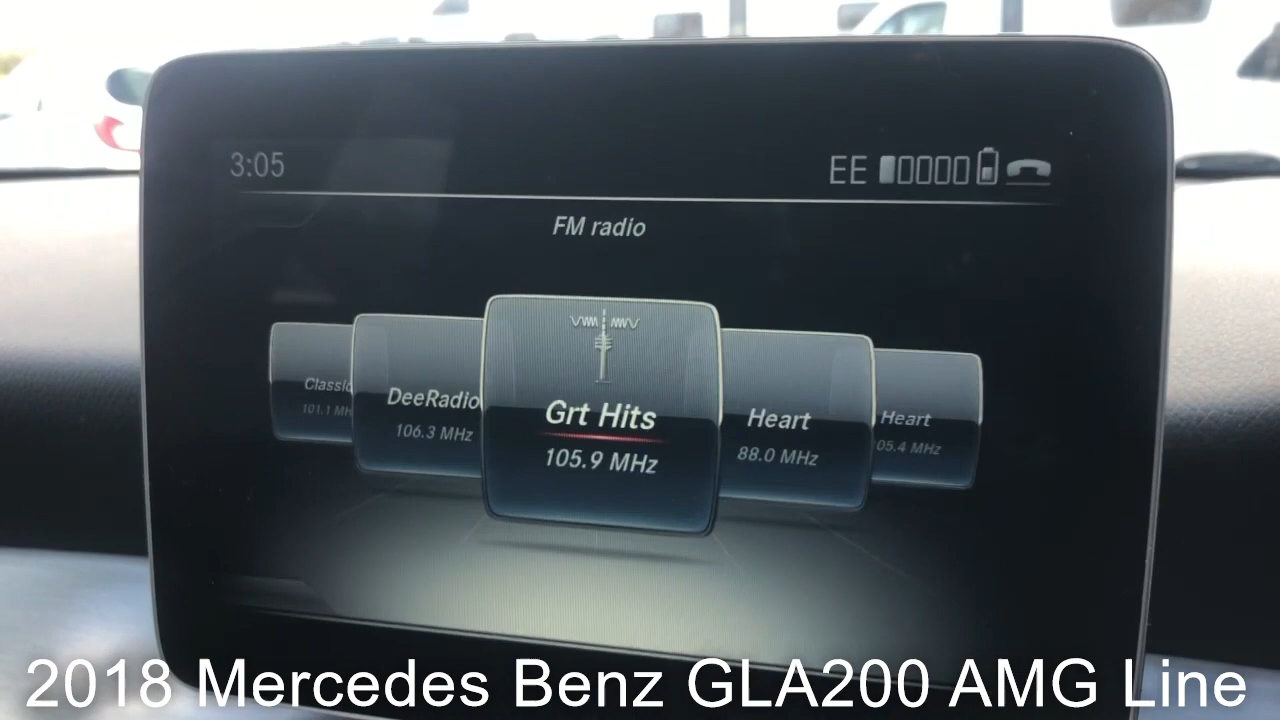 3:05 EE
FM radio
Classic DeeRadio Grt Hits Heart Heart
101.1 MH 106.3 MHz 105.9 MHz 88.0 MHz 05.4 MHz
2018 Mercedes Benz GLA200 AMG Line